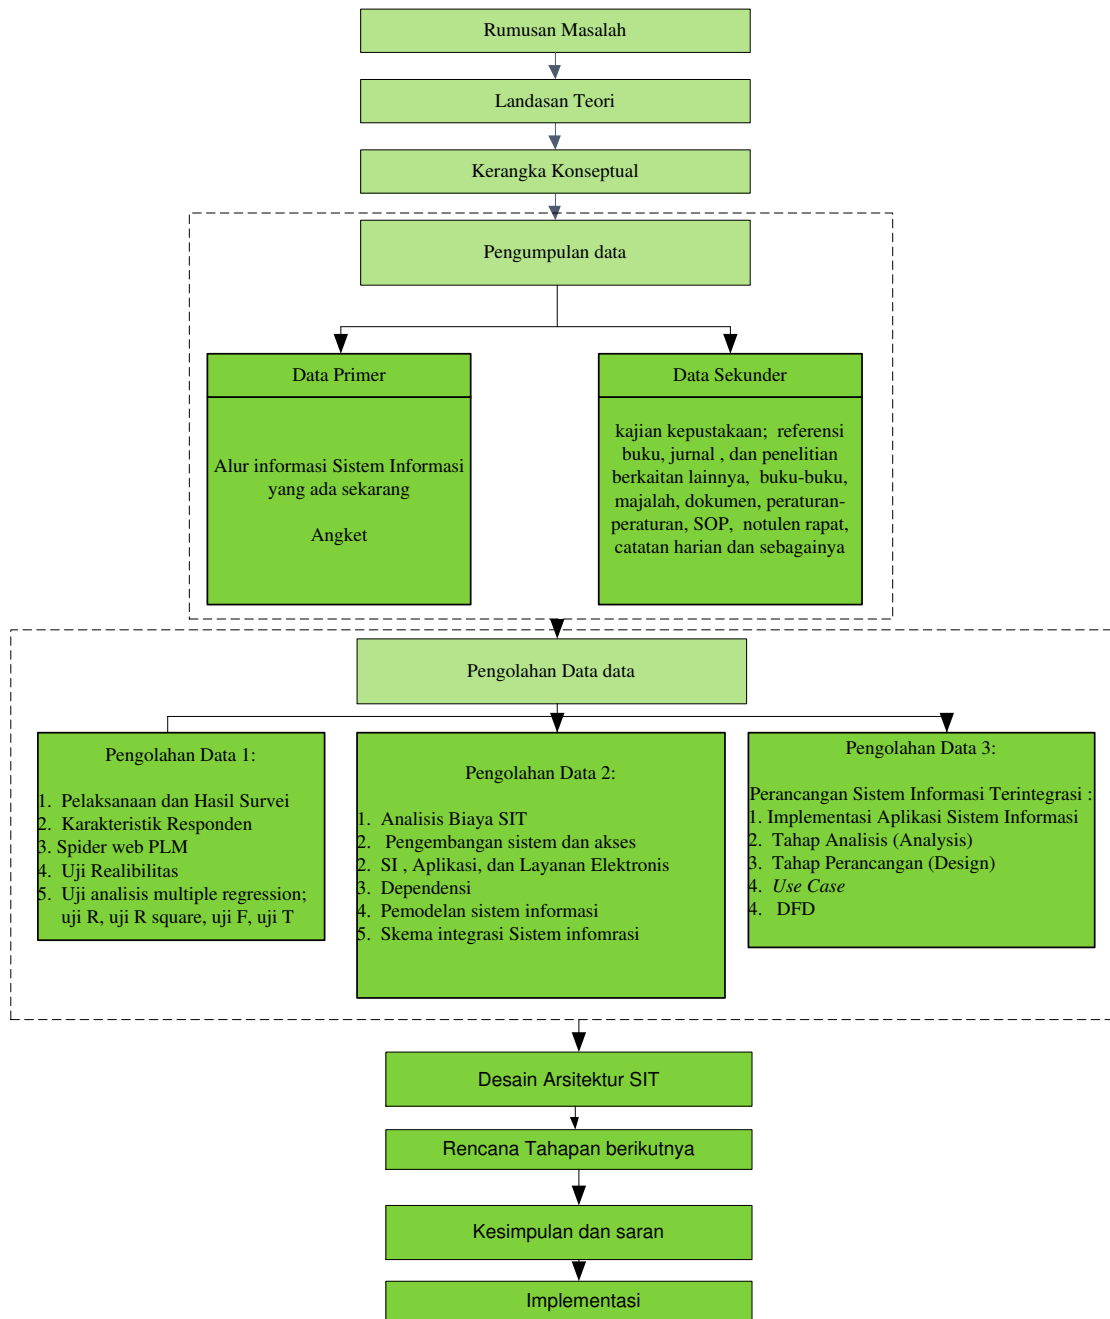 Rumusan Masalah
Landasan Teori
Kerangka Konseptual
Pengumpulan data
Data Primer
Alur informasi Sistem Informasi
yang ada sekarang
Angket
Data Sekunder
kajian kepustakaan; referensi
buku, jurnal , dan penelitian
berkaitan lainnya, buku-buku,
majalah, dokumen, peraturan-
peraturan, SOP, notulen rapat,
catatan harian dan sebagainya
Pengolahan Data data
Pengolahan Data 1:
1. Pelaksanaan dan Hasil Survei
2. Karakteristik Responden
3. Spider web PLM
4. Uji Realibilitas
5. Uji analisis multiple regression;
uji R, uji R square, uji F, uji T
Pengolahan Data 2:
1. Analisis Biaya SIT
2. Pengembangan sistem dan akses
2. SI , Aplikasi, dan Layanan Elektronis
3. Dependensi
4. Pemodelan sistem informasi
5. Skema integrasi Sistem infomrasi
Pengolahan Data 3:
Perancangan Sistem Informasi Terintegrasi :
1. Implementasi Aplikasi Sistem Informasi
2. Tahap Analisis (Analysis)
3. Tahap Perancangan (Design)
4. Use Case
4. DFD
Desain Arsitektur SIT
Rencana Tahapan berikutnya
Kesimpulan dan saran
Implementasi